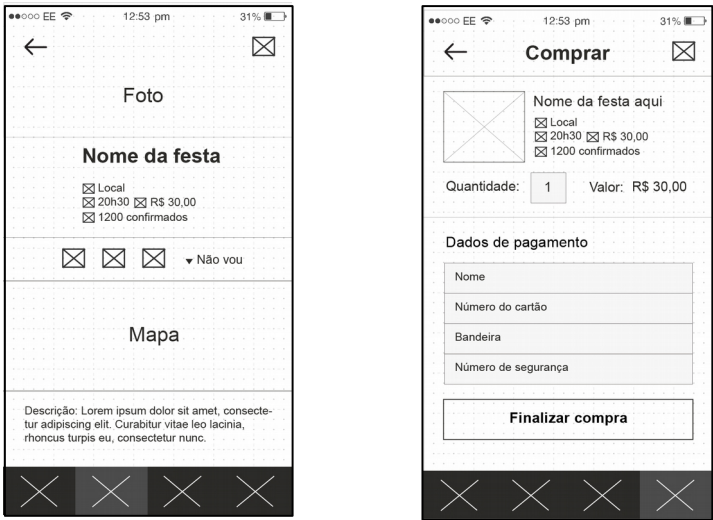 EE 12:53 pm 31%
Foto
Nome da festa
Local
20h30 R$ 30,00
1200 confirmados
Não vou
Mapa
Descrição: Lorem ipsum dolor sit amet, consecte-
tur adipiscing elit. Curabitur vitae leo lacinia,
rhoncus turpis eu, consectetur nunc.
EE 12:53 pm 31%
Comprar
Nome da festa aqui
Local
20h30 R$ 30,00
1200 confirmados
Quantidade: 1 Valor: R$ 30,00
Dados de pagamento
Nome
Número do cartão
Bandeira
Número de segurança
Finalizar compra